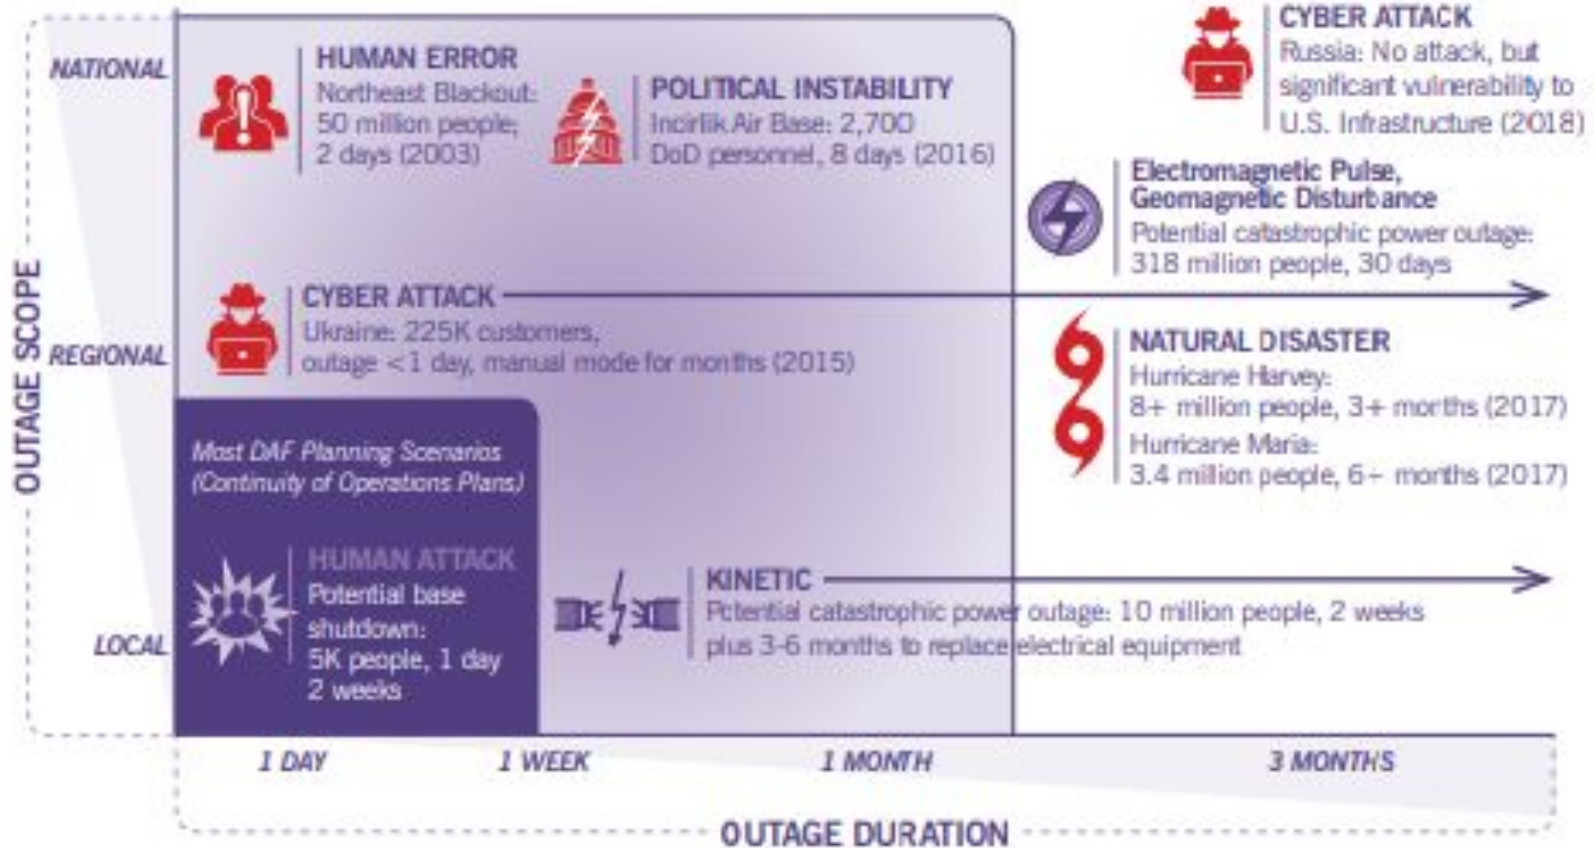 OUTAGE SCOPE
NATIONAL
REGIONAL
LOCAL
HUMAN ERROR
Northeast Blackout:
50 million people,
2 days (2003)
POLITICAL INSTABILITY
Incirlik Air Base: 2,700
DoD personnel, 8 days (2016)
CYBER ATTACK
Russia: No attack, but
significant vulnerability to
U.S. Infrastructure (2018)
Electromagnetic Pulse,
Geomagnetic Disturbance
Potential catastrophic power outage:
318 million people, 30 days
CYBER ATTACK
Ukraine: 225K customers,
outage <1 day, manual mode for months (2015)
NATURAL DISASTER
Hurricane Harvey:
8+ million people, 3+ months (2017)
Hurricane Maria:
3.4 million people, 6+ months (2017)
Most DAF Planning Scenarios
(Continuity of Operations Plans)
HUMAN ATTACK
Potential base
shutdown:
5K people, 1 day
2 weeks
KINETIC
Potential catastrophic power outage: 10 million people, 2 weeks
plus 3-6 months to replace electrical equipment
1 DAY
1 WEEK
1 MONTH
3 MONTHS
OUTAGE DURATION